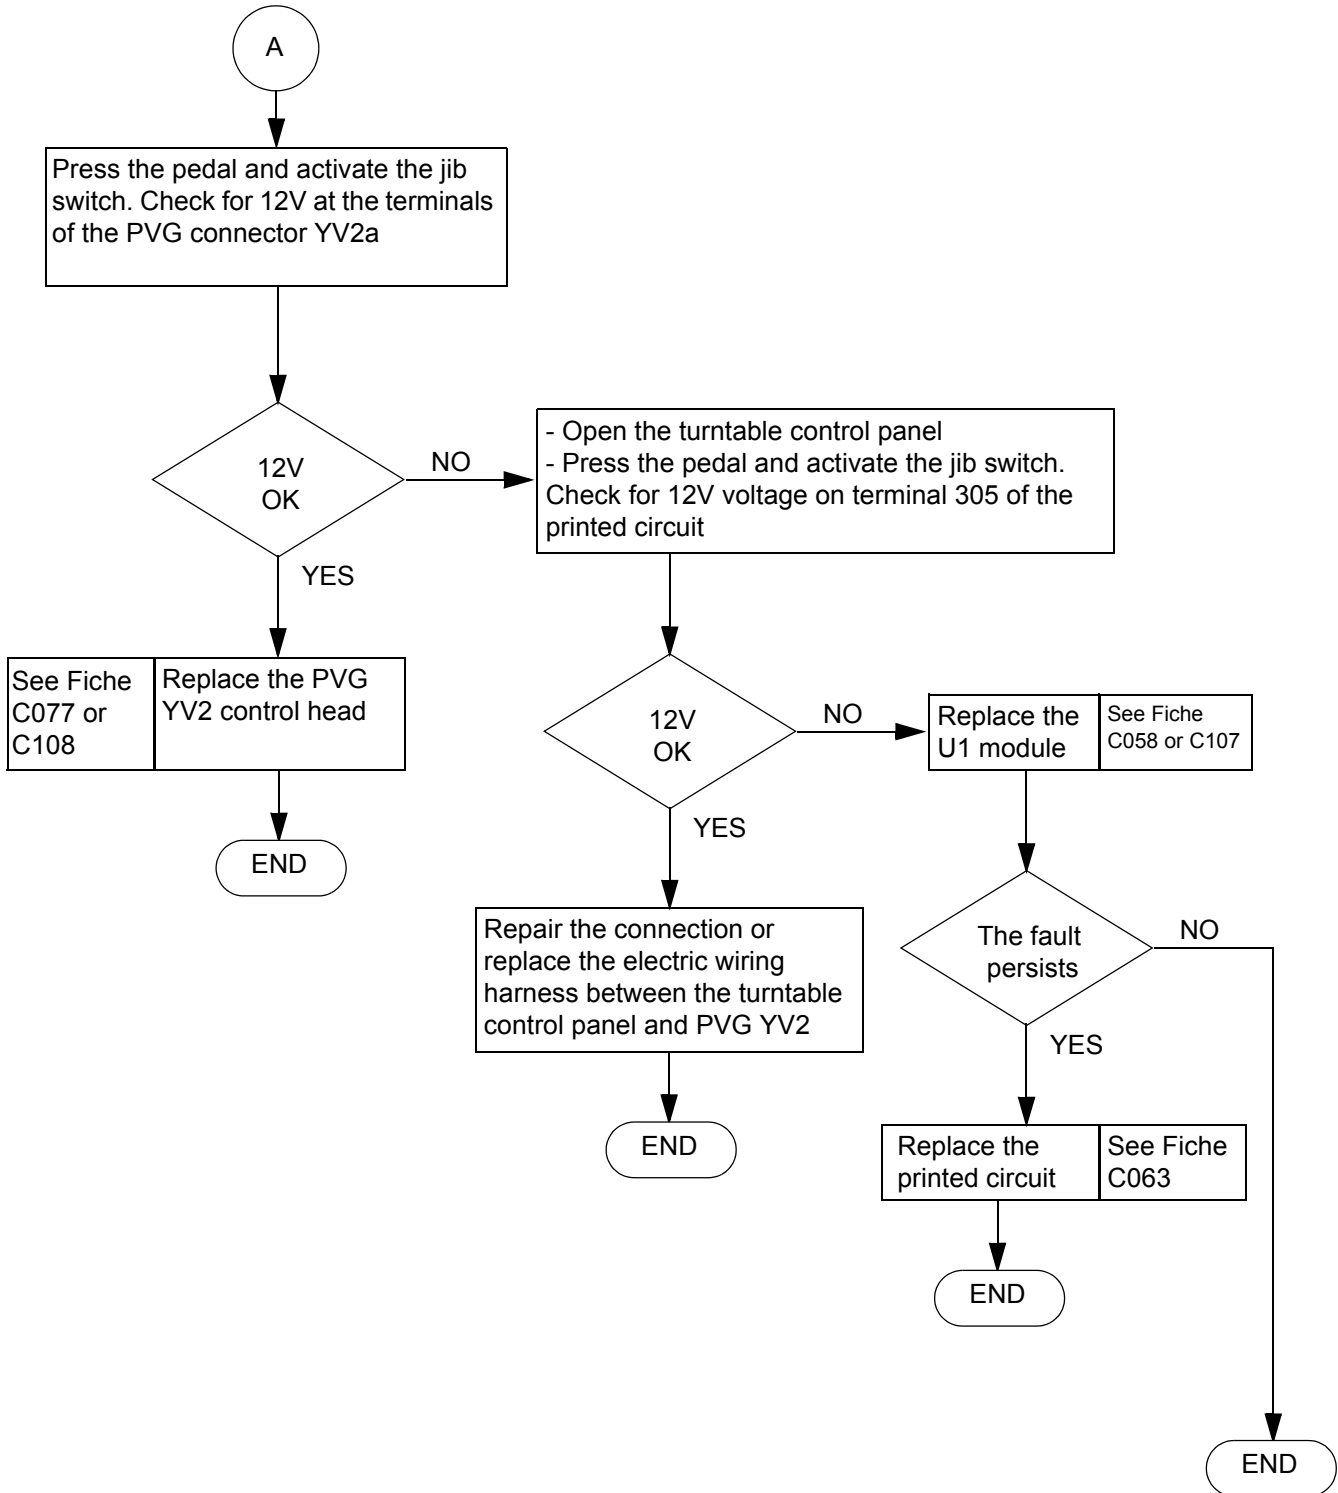 A
Press the pedal and activate the jib
switch. Check for 12V at the terminals
of the PVG connector YV2a
12V
OK
NO
- Open the turntable control panel
- Press the pedal and activate the jib switch.
Check for 12V voltage on terminal 305 of the
printed circuit
YES
See Fiche
C077 or
C108
Replace the PVG
YV2 control head
END
12V
OK
NO
Replace the
U1 module
See Fiche
C058 or C107
YES
Repair the connection or
replace the electric wiring
harness between the turntable
control panel and PVG YV2
END
The fault
persists
NO
YES
Replace the
printed circuit
See Fiche
C063
END
END